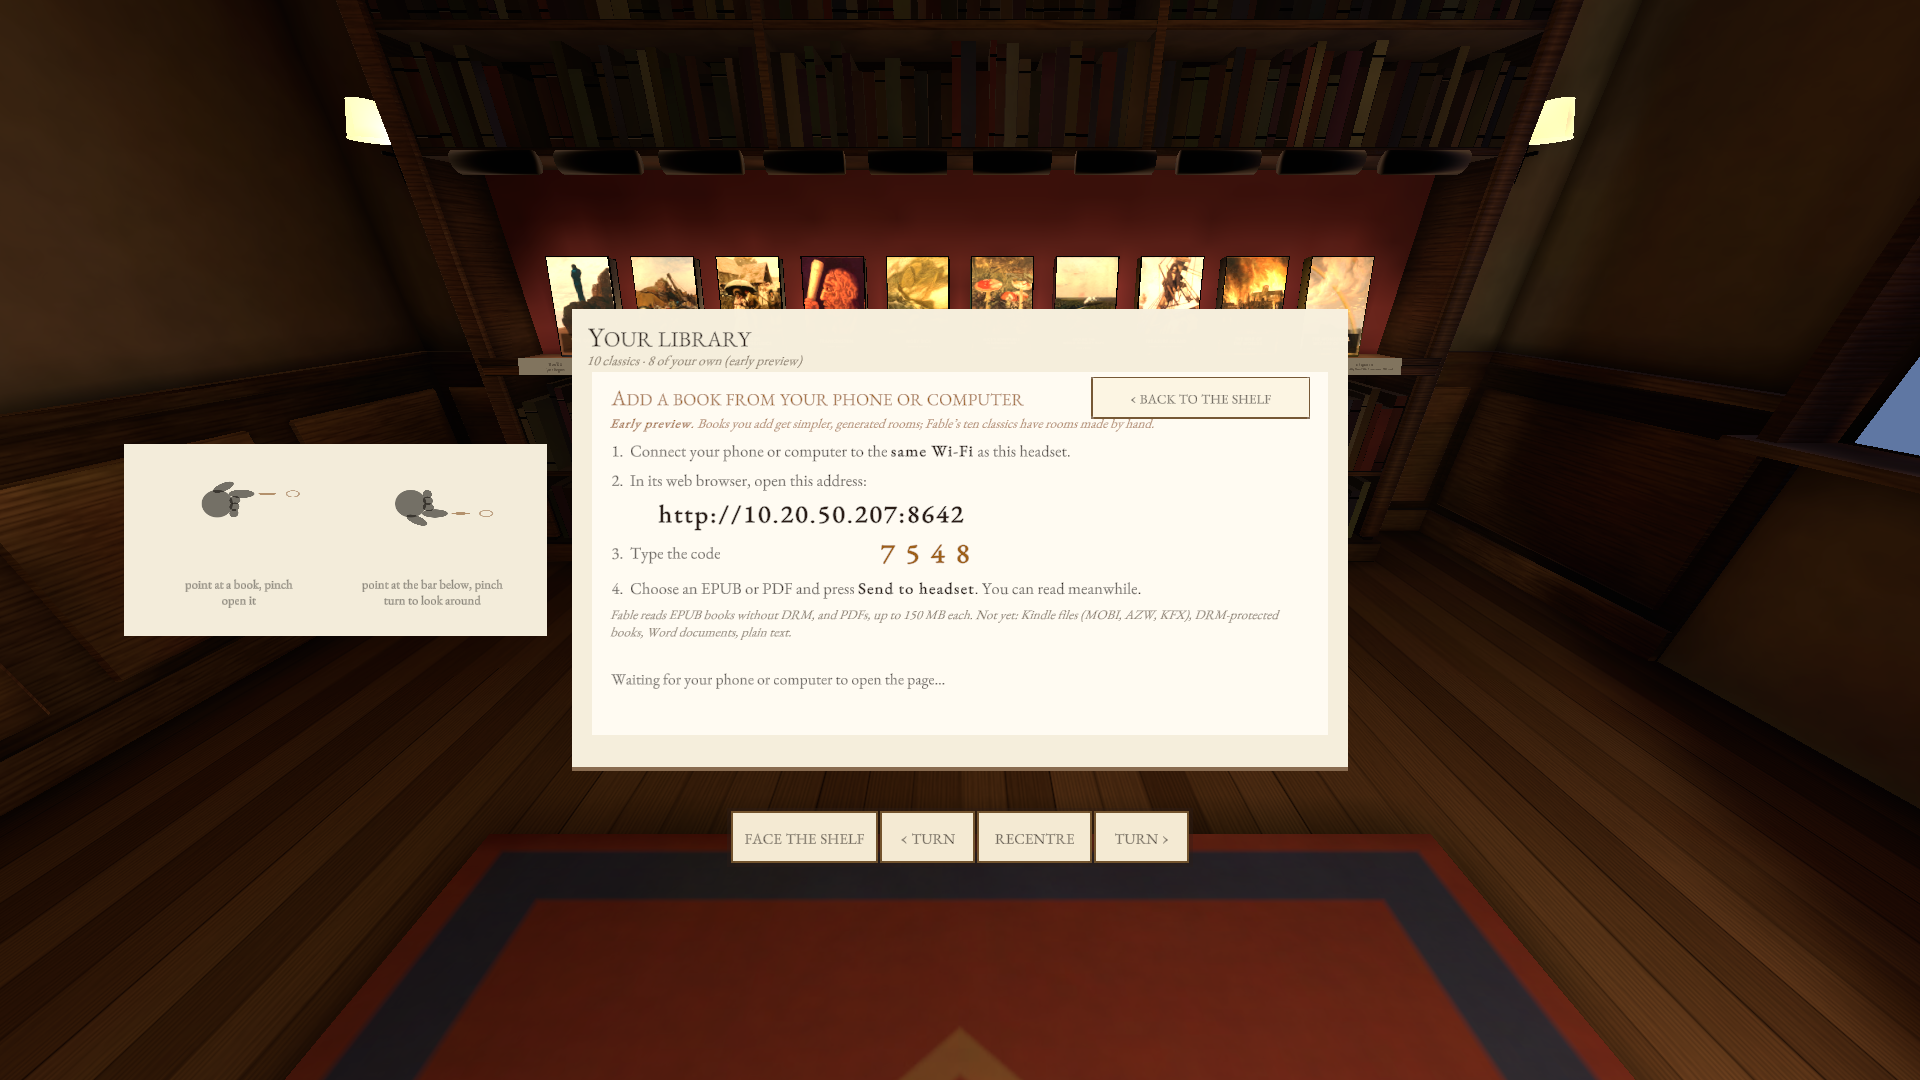 YOUR LIBRARY
10 classics · 8 of your own (early preview)
ADD A BOOK FROM YOUR PHONE OR COMPUTER
‹ BACK TO THE SHELF
Early preview. Books you add get simpler, generated rooms; Fable's ten classics have rooms made by hand.
1. Connect your phone or computer to the same Wi-Fi as this headset.
2. In its web browser, open this address:
http://10.20.50.207:8642
3. Type the code 7 5 4 8
4. Choose an EPUB or PDF and press Send to headset. You can read meanwhile.
Fable reads EPUB books without DRM, and PDFs, up to 150 MB each. Not yet: Kindle files (MOBI, AZW, KFX), DRM-protected
books, Word documents, plain text.
Waiting for your phone or computer to open the page...
point at a book, pinch
open it
point at the bar below, pinch
turn to look around
FACE THE SHELF
‹ TURN
RECENTRE
TURN ›